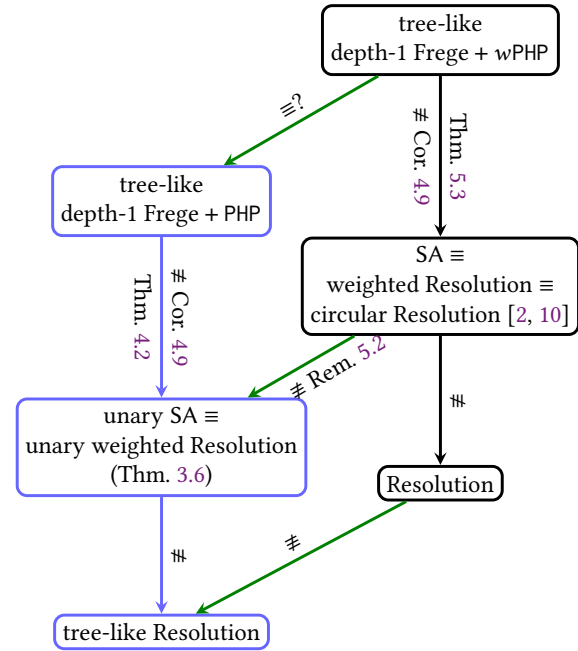 tree-like
depth-1 Frege + wPHP
≡?
Thm. 5.3
≢ Cor. 4.9
tree-like
depth-1 Frege + PHP
SA ≡
weighted Resolution ≡
circular Resolution [2, 10]
≢ Cor. 4.9
Thm. 4.2
≢ Rem. 5.2
≢
unary SA ≡
unary weighted Resolution
(Thm. 3.6)
Resolution
≢
≢
tree-like Resolution